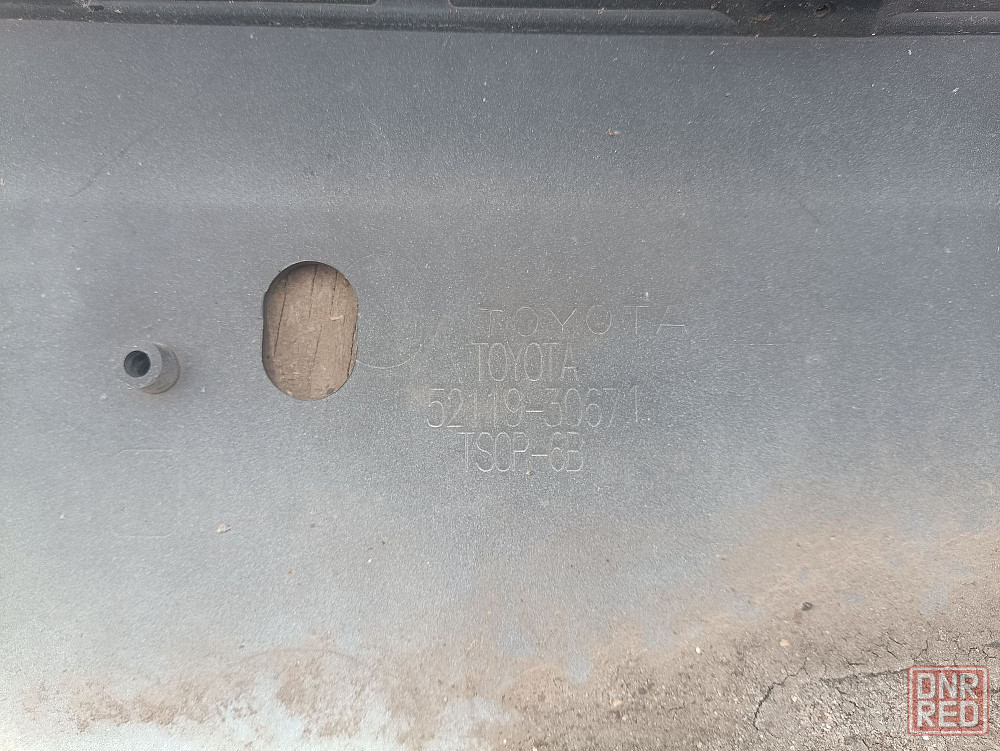 TOYOTA
TOYOTA
52119-30671
TSOP-6B
DNR
RED